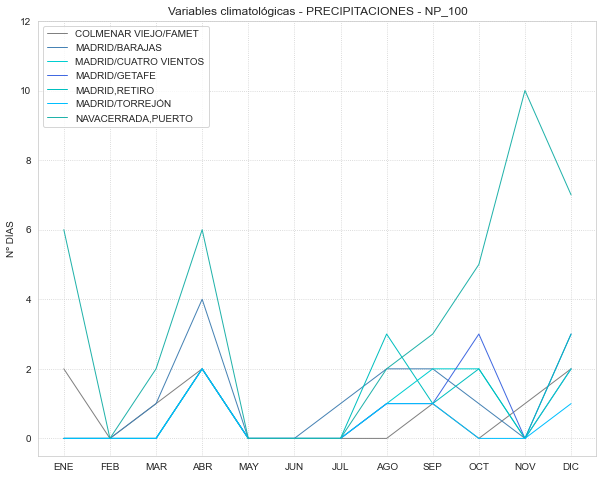 Variables climatológicas - PRECIPITACIONES - NP_100
COLMENAR VIEJO/FAMET
MADRID/BARAJAS
MADRID/CUATRO VIENTOS
MADRID/GETAFE
MADRID,RETIRO
MADRID/TORREJÓN
NAVACERRADA,PUERTO
Nº DÍAS
12
10
8
6
4
2
0
ENE FEB MAR ABR MAY JUN JUL AGO SEP OCT NOV DIC